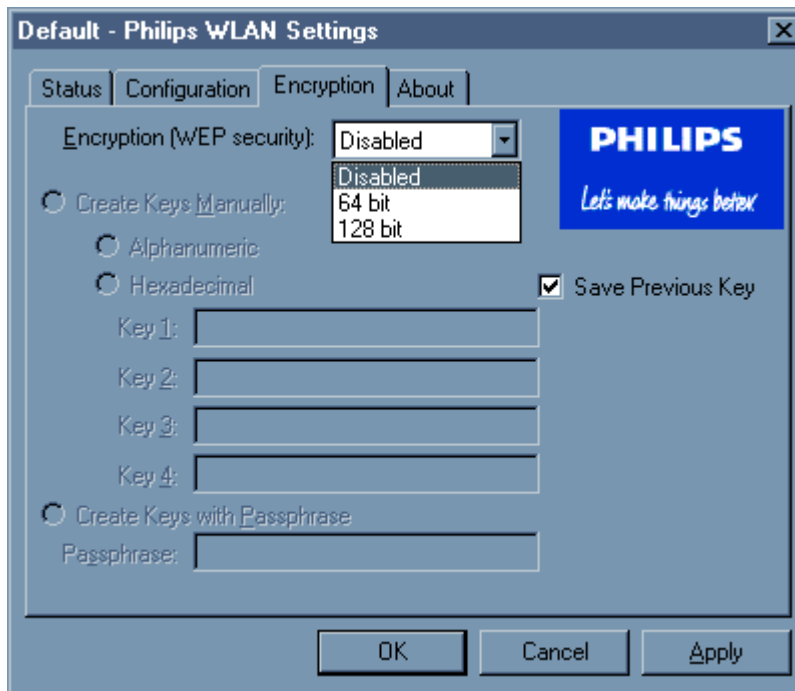 Default - Philips WLAN Settings
Status Configuration Encryption About
Encryption (WEP security): Disabled
Disabled
64 bit
128 bit
PHILIPS
Let's make things better.
Create Keys Manually:
Alphanumeric
Hexadecimal
Save Previous Key
Key 1:
Key 2:
Key 3:
Key 4:
Create Keys with Passphrase
Passphrase:
OK Cancel Apply